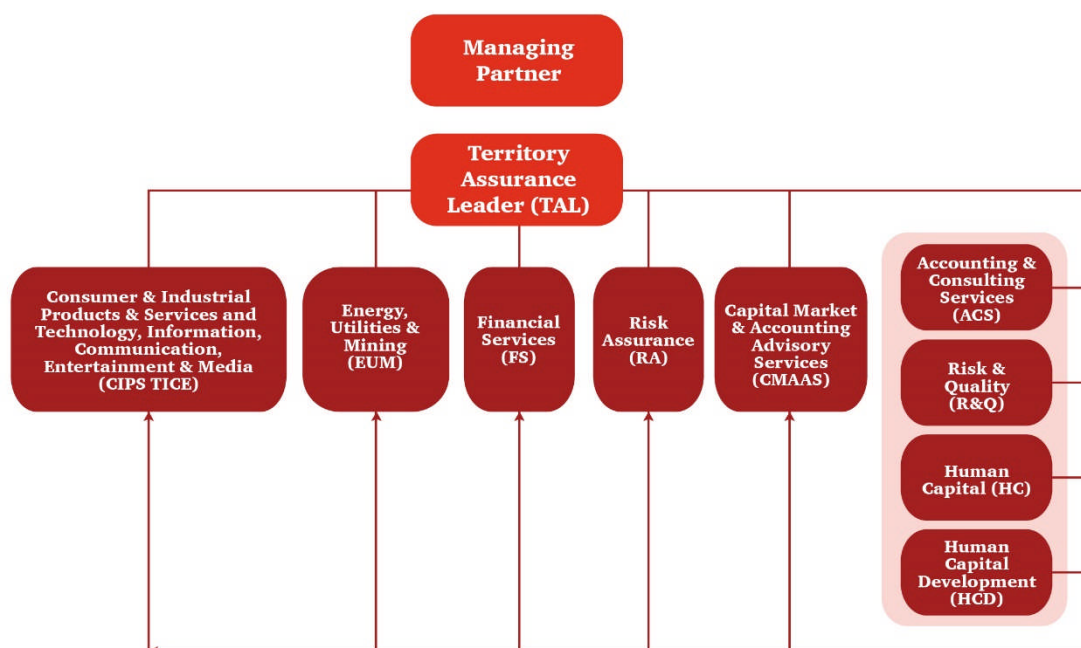 Managing
Partner
Territory
Assurance
Leader (TAL)
Consumer & Industrial
Products & Services and
Technology, Information,
Communication,
Entertainment & Media
(CIPS TICE)
Energy,
Utilities &
Mining
(EUM)
Financial
Services (FS)
Risk
Assurance (RA)
Capital Market
& Accounting
Advisory
Services
(CMAAS)
Accounting &
Consulting
Services
(ACS)
Risk &
Quality
(R&Q)
Human
Capital (HC)
Human
Capital
Development
(HCD)